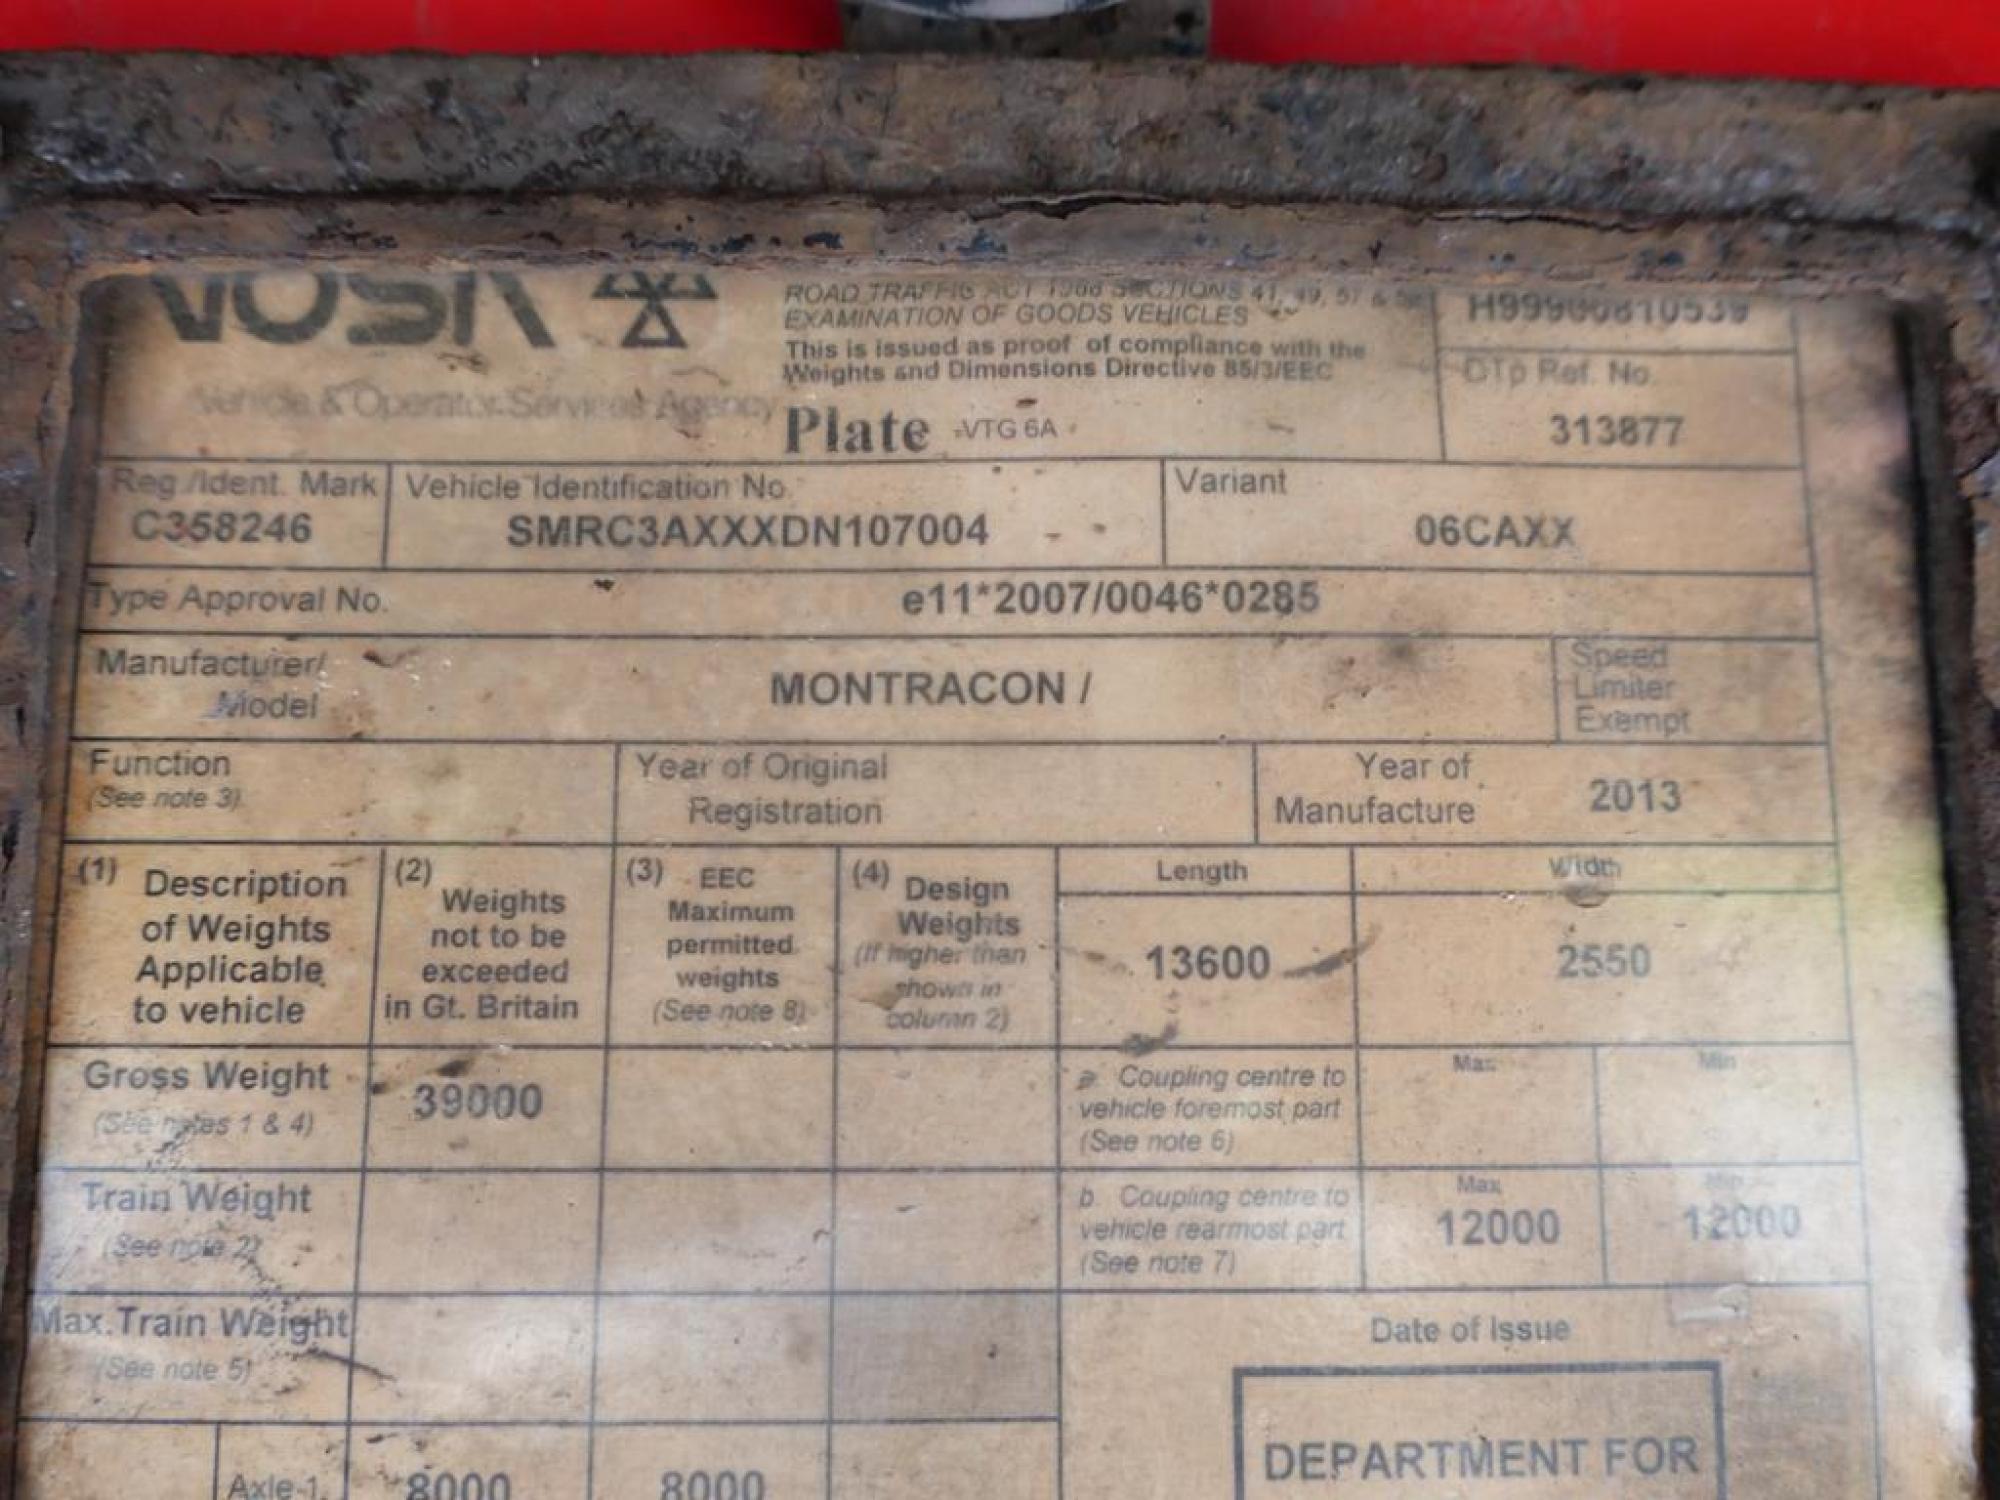 VOSA
ROAD TRAFFIC ACT 1988 SECTIONS 41, 49, 57 & 58
EXAMINATION OF GOODS VEHICLES
This is issued as proof of compliance with the
Weights and Dimensions Directive 85/3/EEC
Vehicle & Operator Services Agency
Plate VTG 6A
DTp Ref. No.
313877
Reg./Ident. Mark
C358246
Vehicle Identification No.
SMRC3AXXXDN107004
Variant
06CAXX
Type Approval No.
e11*2007/0046*0285
Manufacturer/
Model
MONTRACON /
Speed
Limiter
Exempt
Function
(See note 3)
Year of Original
Registration
Year of
Manufacture
2013
(1) Description
of Weights
Applicable
to vehicle
(2)
Weights
not to be
exceeded
in Gt. Britain
(3) EEC
Maximum
permitted
weights
(See note 8)
(4) Design
Weights
(If higher than
shown in
column 2)
Length
13600
Width
2550
Gross Weight
(See notes 1 & 4)
39000
a. Coupling centre to
vehicle foremost part
(See note 6)
Max.
Min
Train Weight
(See note 2)
b. Coupling centre to
vehicle rearmost part
(See note 7)
Max
12000
Min
12000
Max.Train Weight
(See note 5)
Date of Issue
DEPARTMENT FOR
Axle-1.
8000
8000